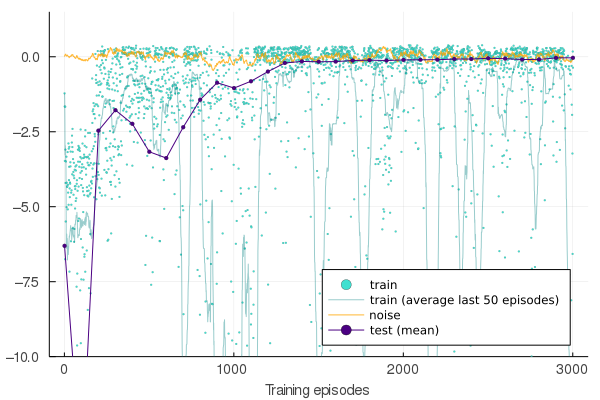 0.0
−2.5
−5.0
−7.5
−10.0
0
1000
2000
3000
Training episodes
train
train (average last 50 episodes)
noise
test (mean)